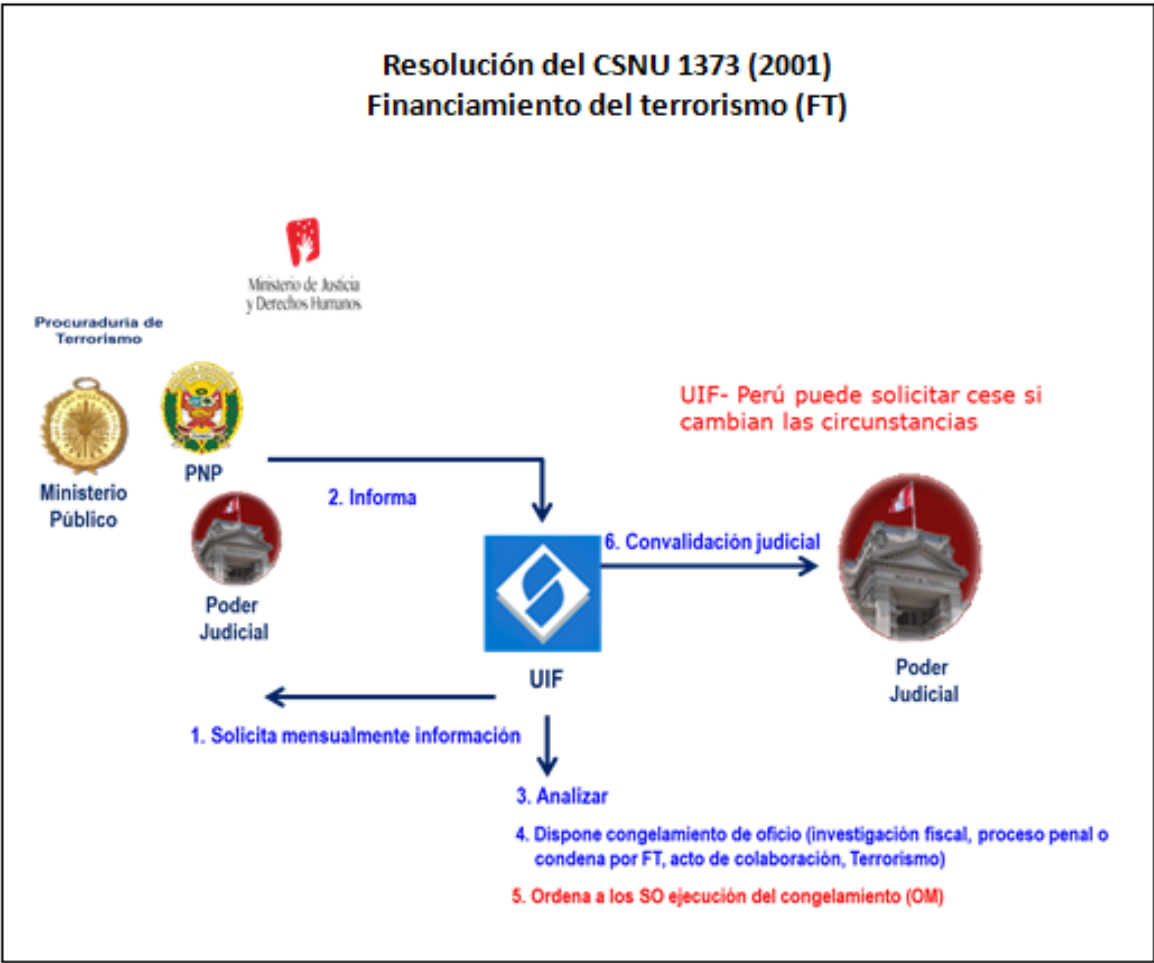 Resolución del CSNU 1373 (2001)
Financiamiento del terrorismo (FT)
Ministerio de Justicia
y Derechos Humanos
Procuraduria de
Terrorismo
Ministerio
Público
PNP
Poder
Judicial
2. Informa
UIF- Perú puede solicitar cese si
cambian las circunstancias
6. Convalidación judicial
UIF
Poder
Judicial
1. Solicita mensualmente información
3. Analizar
4. Dispone congelamiento de oficio (investigación fiscal, proceso penal o
condena por FT, acto de colaboración, Terrorismo)
5. Ordena a los SO ejecución del congelamiento (OM)